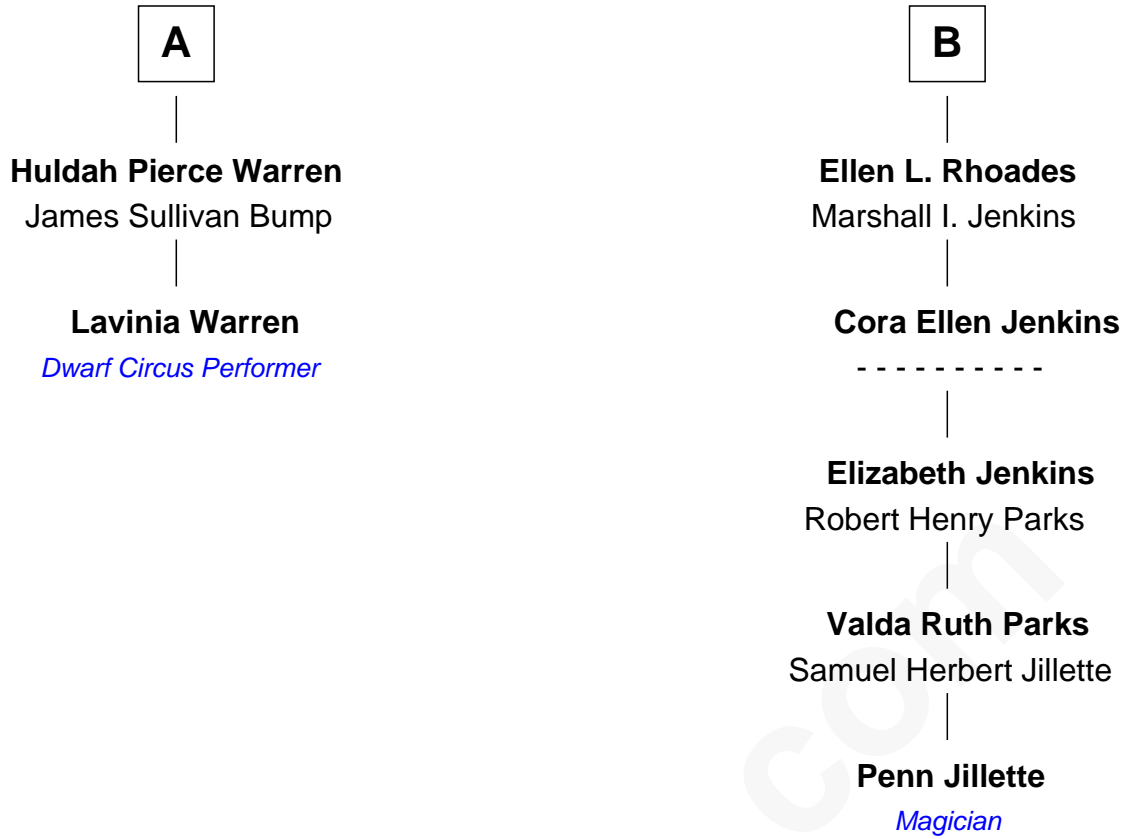 A
Huldah Pierce Warren
James Sullivan Bump
Lavinia Warren
Dwarf Circus Performer
B
Ellen L. Rhoades
Marshall I. Jenkins
Cora Ellen Jenkins
- - - - - - - - - -
Elizabeth Jenkins
Robert Henry Parks
Valda Ruth Parks
Samuel Herbert Jillette
Penn Jillette
Magician
com